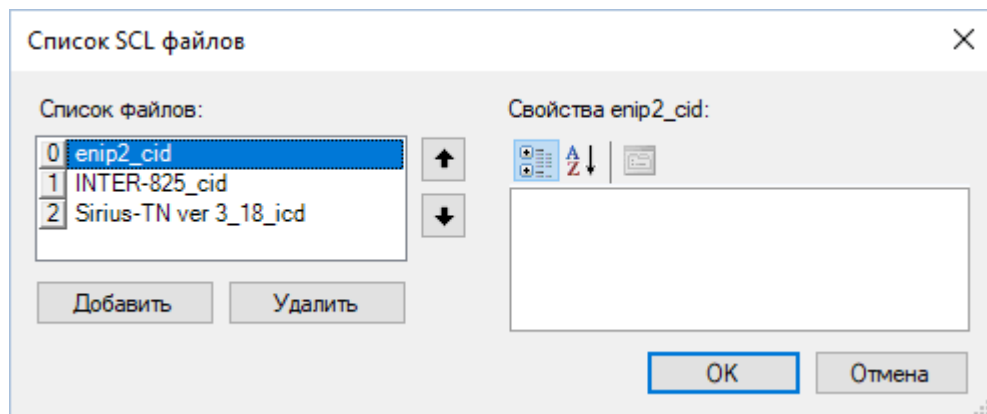 Список SCL файлов
Список файлов:
0 enip2_cid
1 INTER-825_cid
2 Sirius-TN ver 3_18_icd
Добавить Удалить
Свойства enip2_cid:
A
Z
OK Отмена